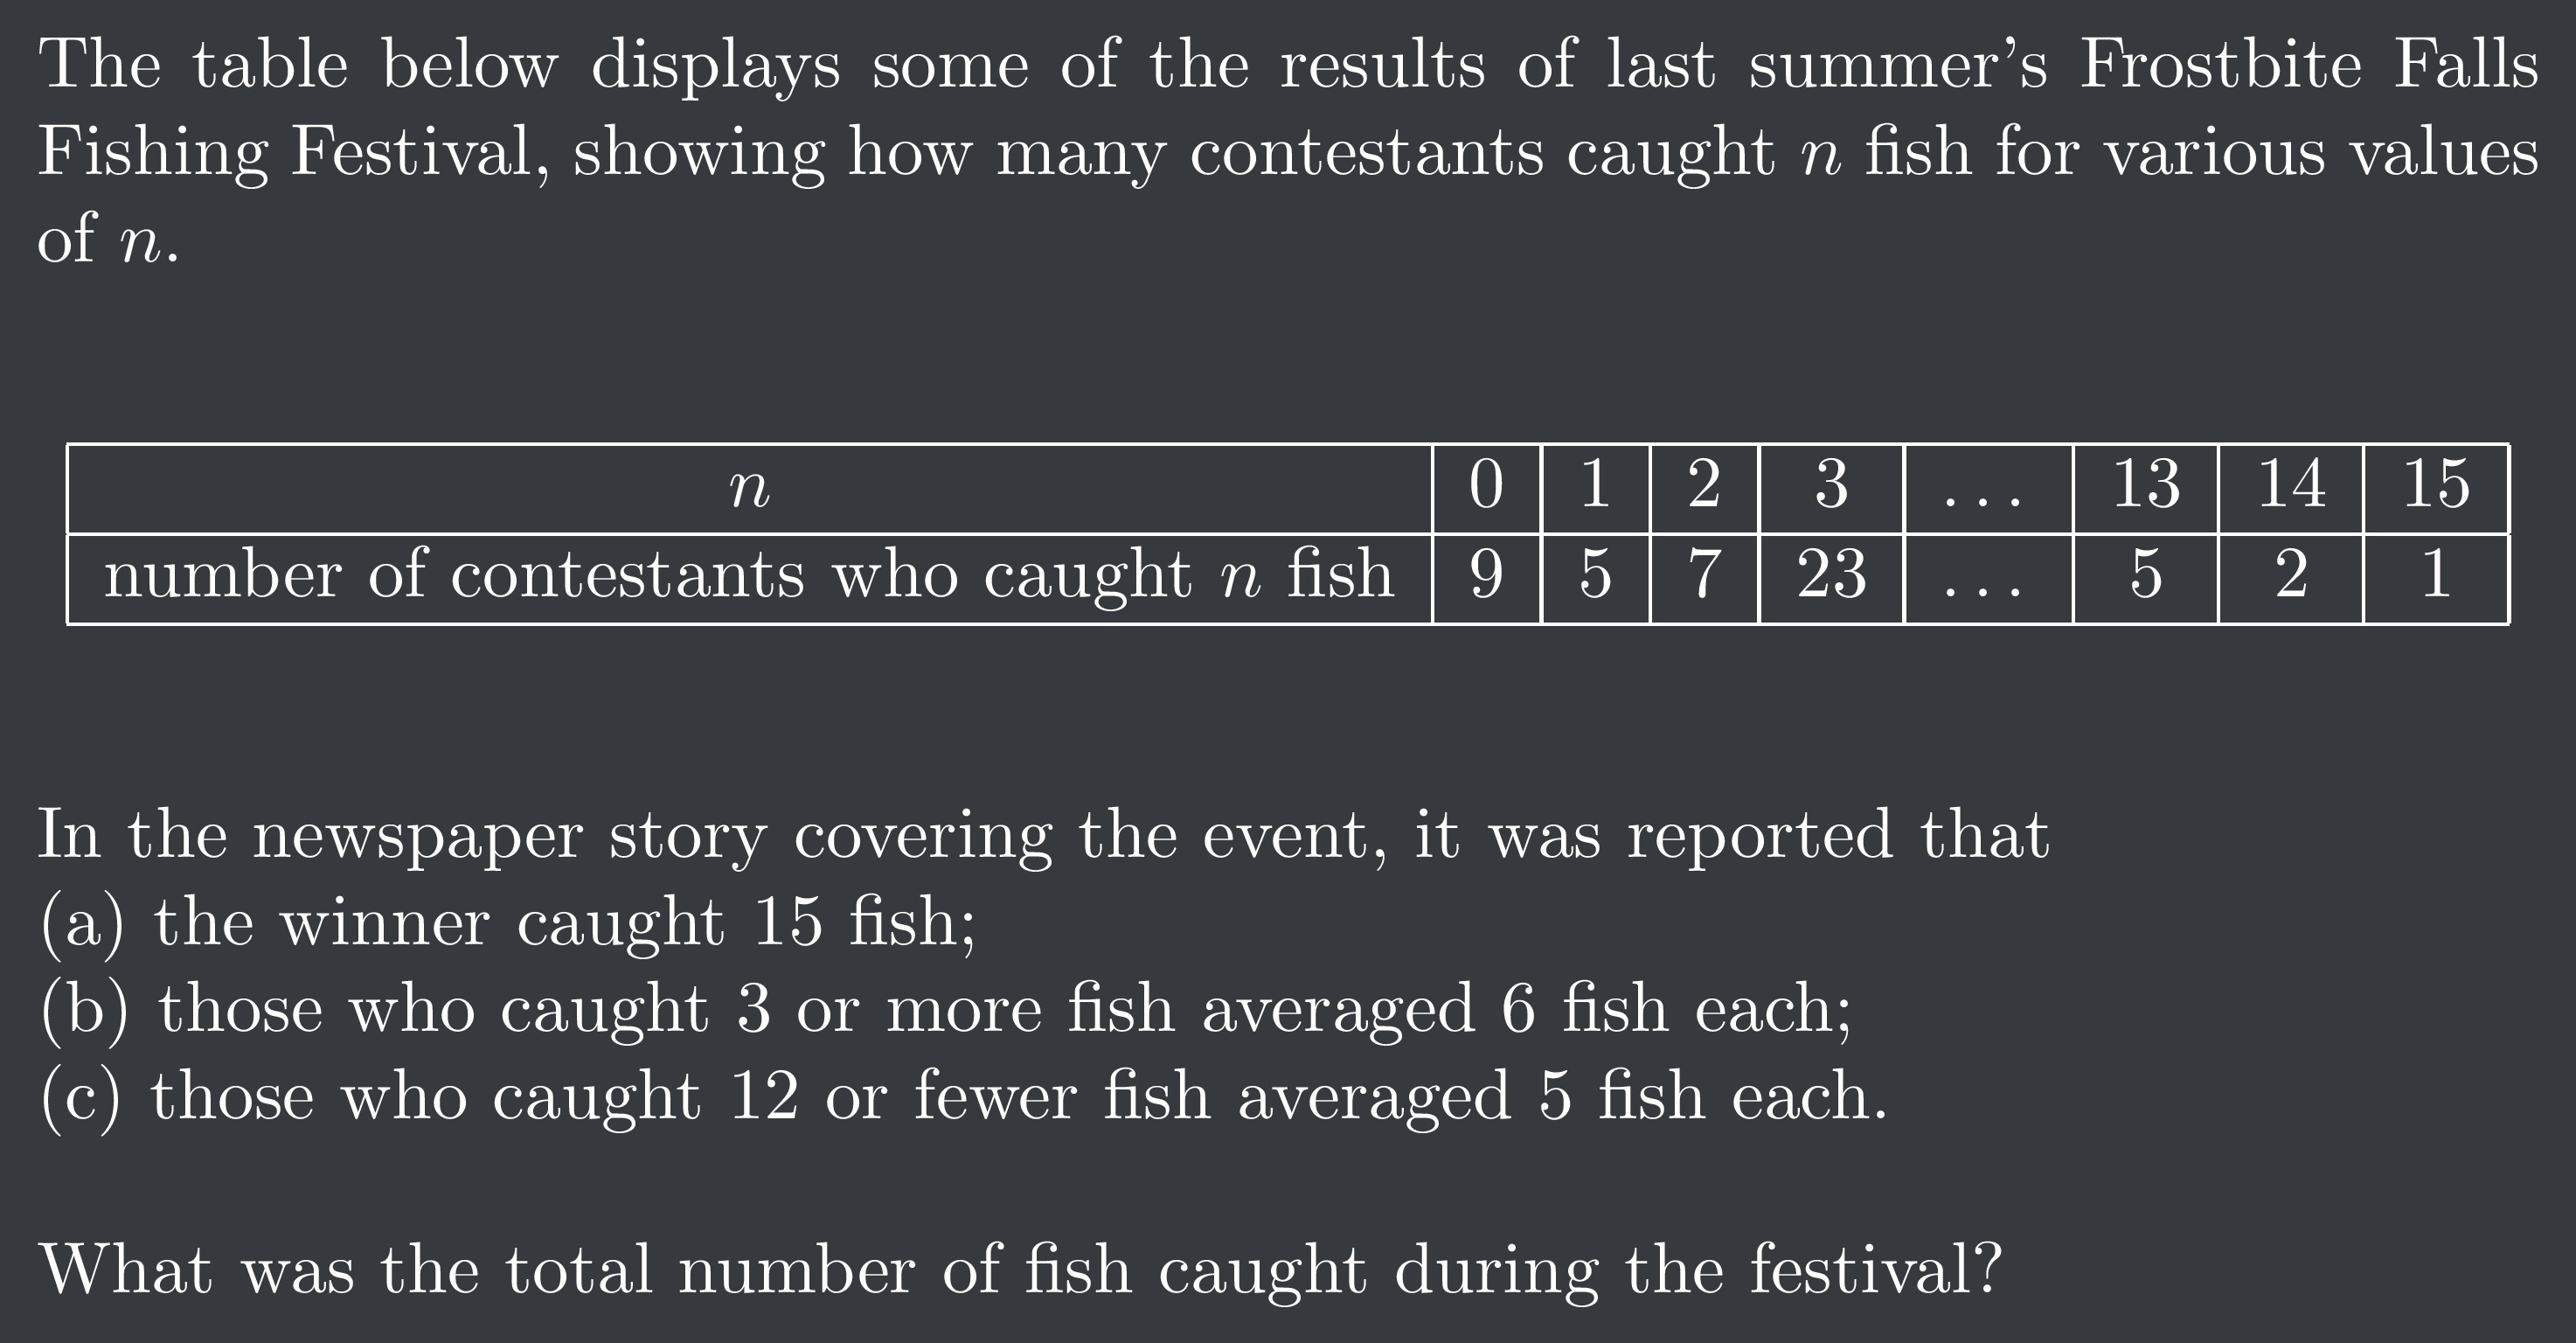 The table below displays some of the results of last summer's Frostbite Falls
Fishing Festival, showing how many contestants caught n fish for various values
of n.
n 0 1 2 3 ... 13 14 15
number of contestants who caught n fish 9 5 7 23 ... 5 2 1
In the newspaper story covering the event, it was reported that
(a) the winner caught 15 fish;
(b) those who caught 3 or more fish averaged 6 fish each;
(c) those who caught 12 or fewer fish averaged 5 fish each.
What was the total number of fish caught during the festival?